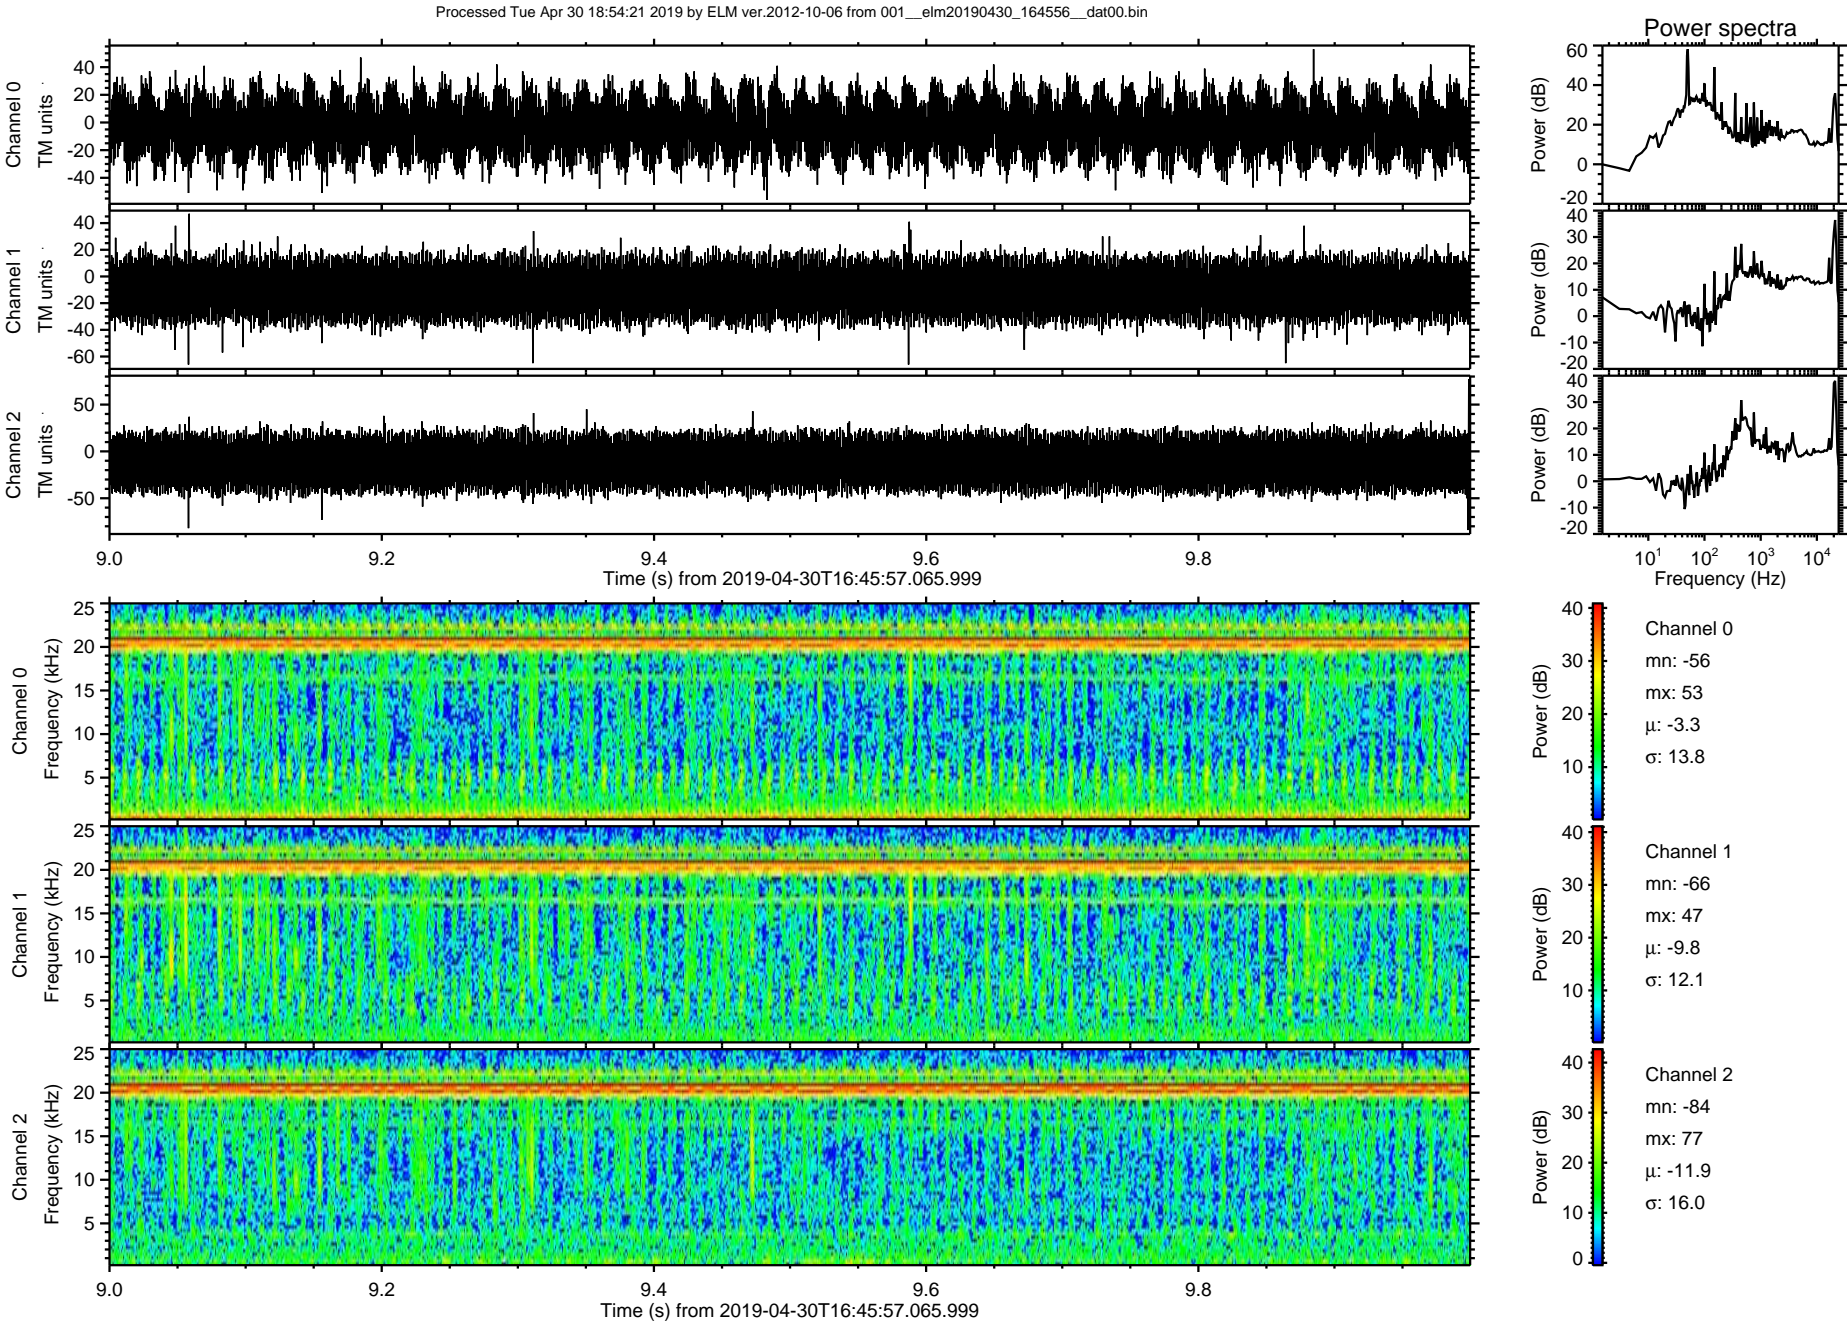 Processed Tue Apr 30 18:54:21 2019 by ELM ver.2012-10-06 from 001__elm20190430_164556__dat00.bin
Power spectra
Channel 0
TM units
40
20
0
-20
-40
Power (dB)
60
40
20
0
-20
Channel 1
TM units
40
20
0
-20
-40
-60
Power (dB)
40
30
20
10
0
-10
-20
Channel 2
TM units
50
0
-50
Power (dB)
40
30
20
10
0
-10
-20
9.0 9.2 9.4 9.6 9.8
Time (s) from 2019-04-30T16:45:57.065.999
10¹ 10² 10³ 10⁴
Frequency (Hz)
Channel 0
Frequency (kHz)
25
20
15
10
5
Power (dB)
40
30
20
10
Channel 0
mn: -56
mx: 53
μ: -3.3
σ: 13.8
Channel 1
Frequency (kHz)
25
20
15
10
5
Power (dB)
40
30
20
10
Channel 1
mn: -66
mx: 47
μ: -9.8
σ: 12.1
Channel 2
Frequency (kHz)
25
20
15
10
5
Power (dB)
40
30
20
10
0
Channel 2
mn: -84
mx: 77
μ: -11.9
σ: 16.0
9.0 9.2 9.4 9.6 9.8
Time (s) from 2019-04-30T16:45:57.065.999